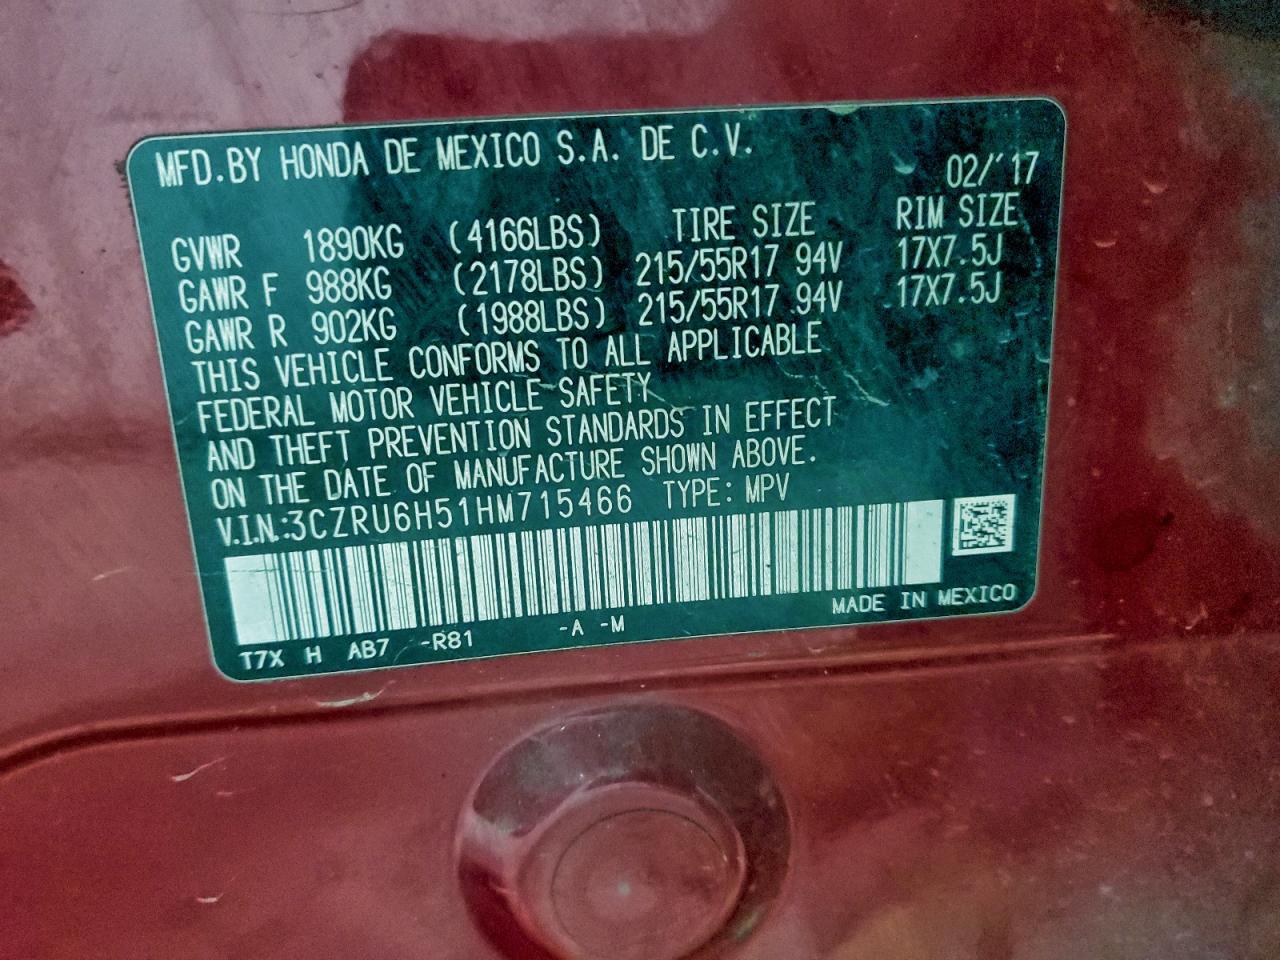 MFD.BY HONDA DE MEXICO S.A. DE C.V.
02/'17
GVWR 1890KG (4166LBS) TIRE SIZE RIM SIZE
GAWR F 988KG (2178LBS) 215/55R17 94V 17X7.5J
GAWR R 902KG (1988LBS) 215/55R17 94V 17X7.5J
THIS VEHICLE CONFORMS TO ALL APPLICABLE
FEDERAL MOTOR VEHICLE SAFETY
AND THEFT PREVENTION STANDARDS IN EFFECT
ON THE DATE OF MANUFACTURE SHOWN ABOVE.
V.I.N.:3CZRU6H51HM715466 TYPE: MPV
MADE IN MEXICO
T7X H AB7 -R81 -A -M